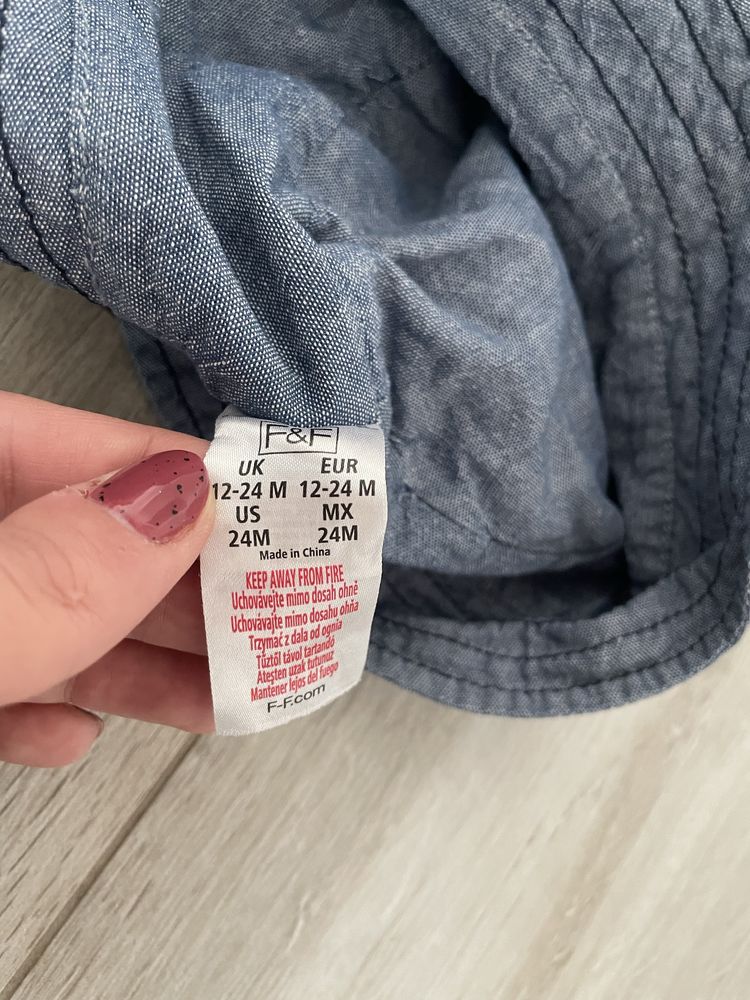 F&F
UK EUR
12-24 M 12-24 M
US MX
24M 24M
Made in China
KEEP AWAY FROM FIRE
Uchovávejte mimo dosah ohně
Uchovávajte mimo dosahu ohňa
Trzymać z dala od ognia
Tűztől távol tartandó
Ateşten uzak tutunuz
Mantener lejos del fuego
F-F.com